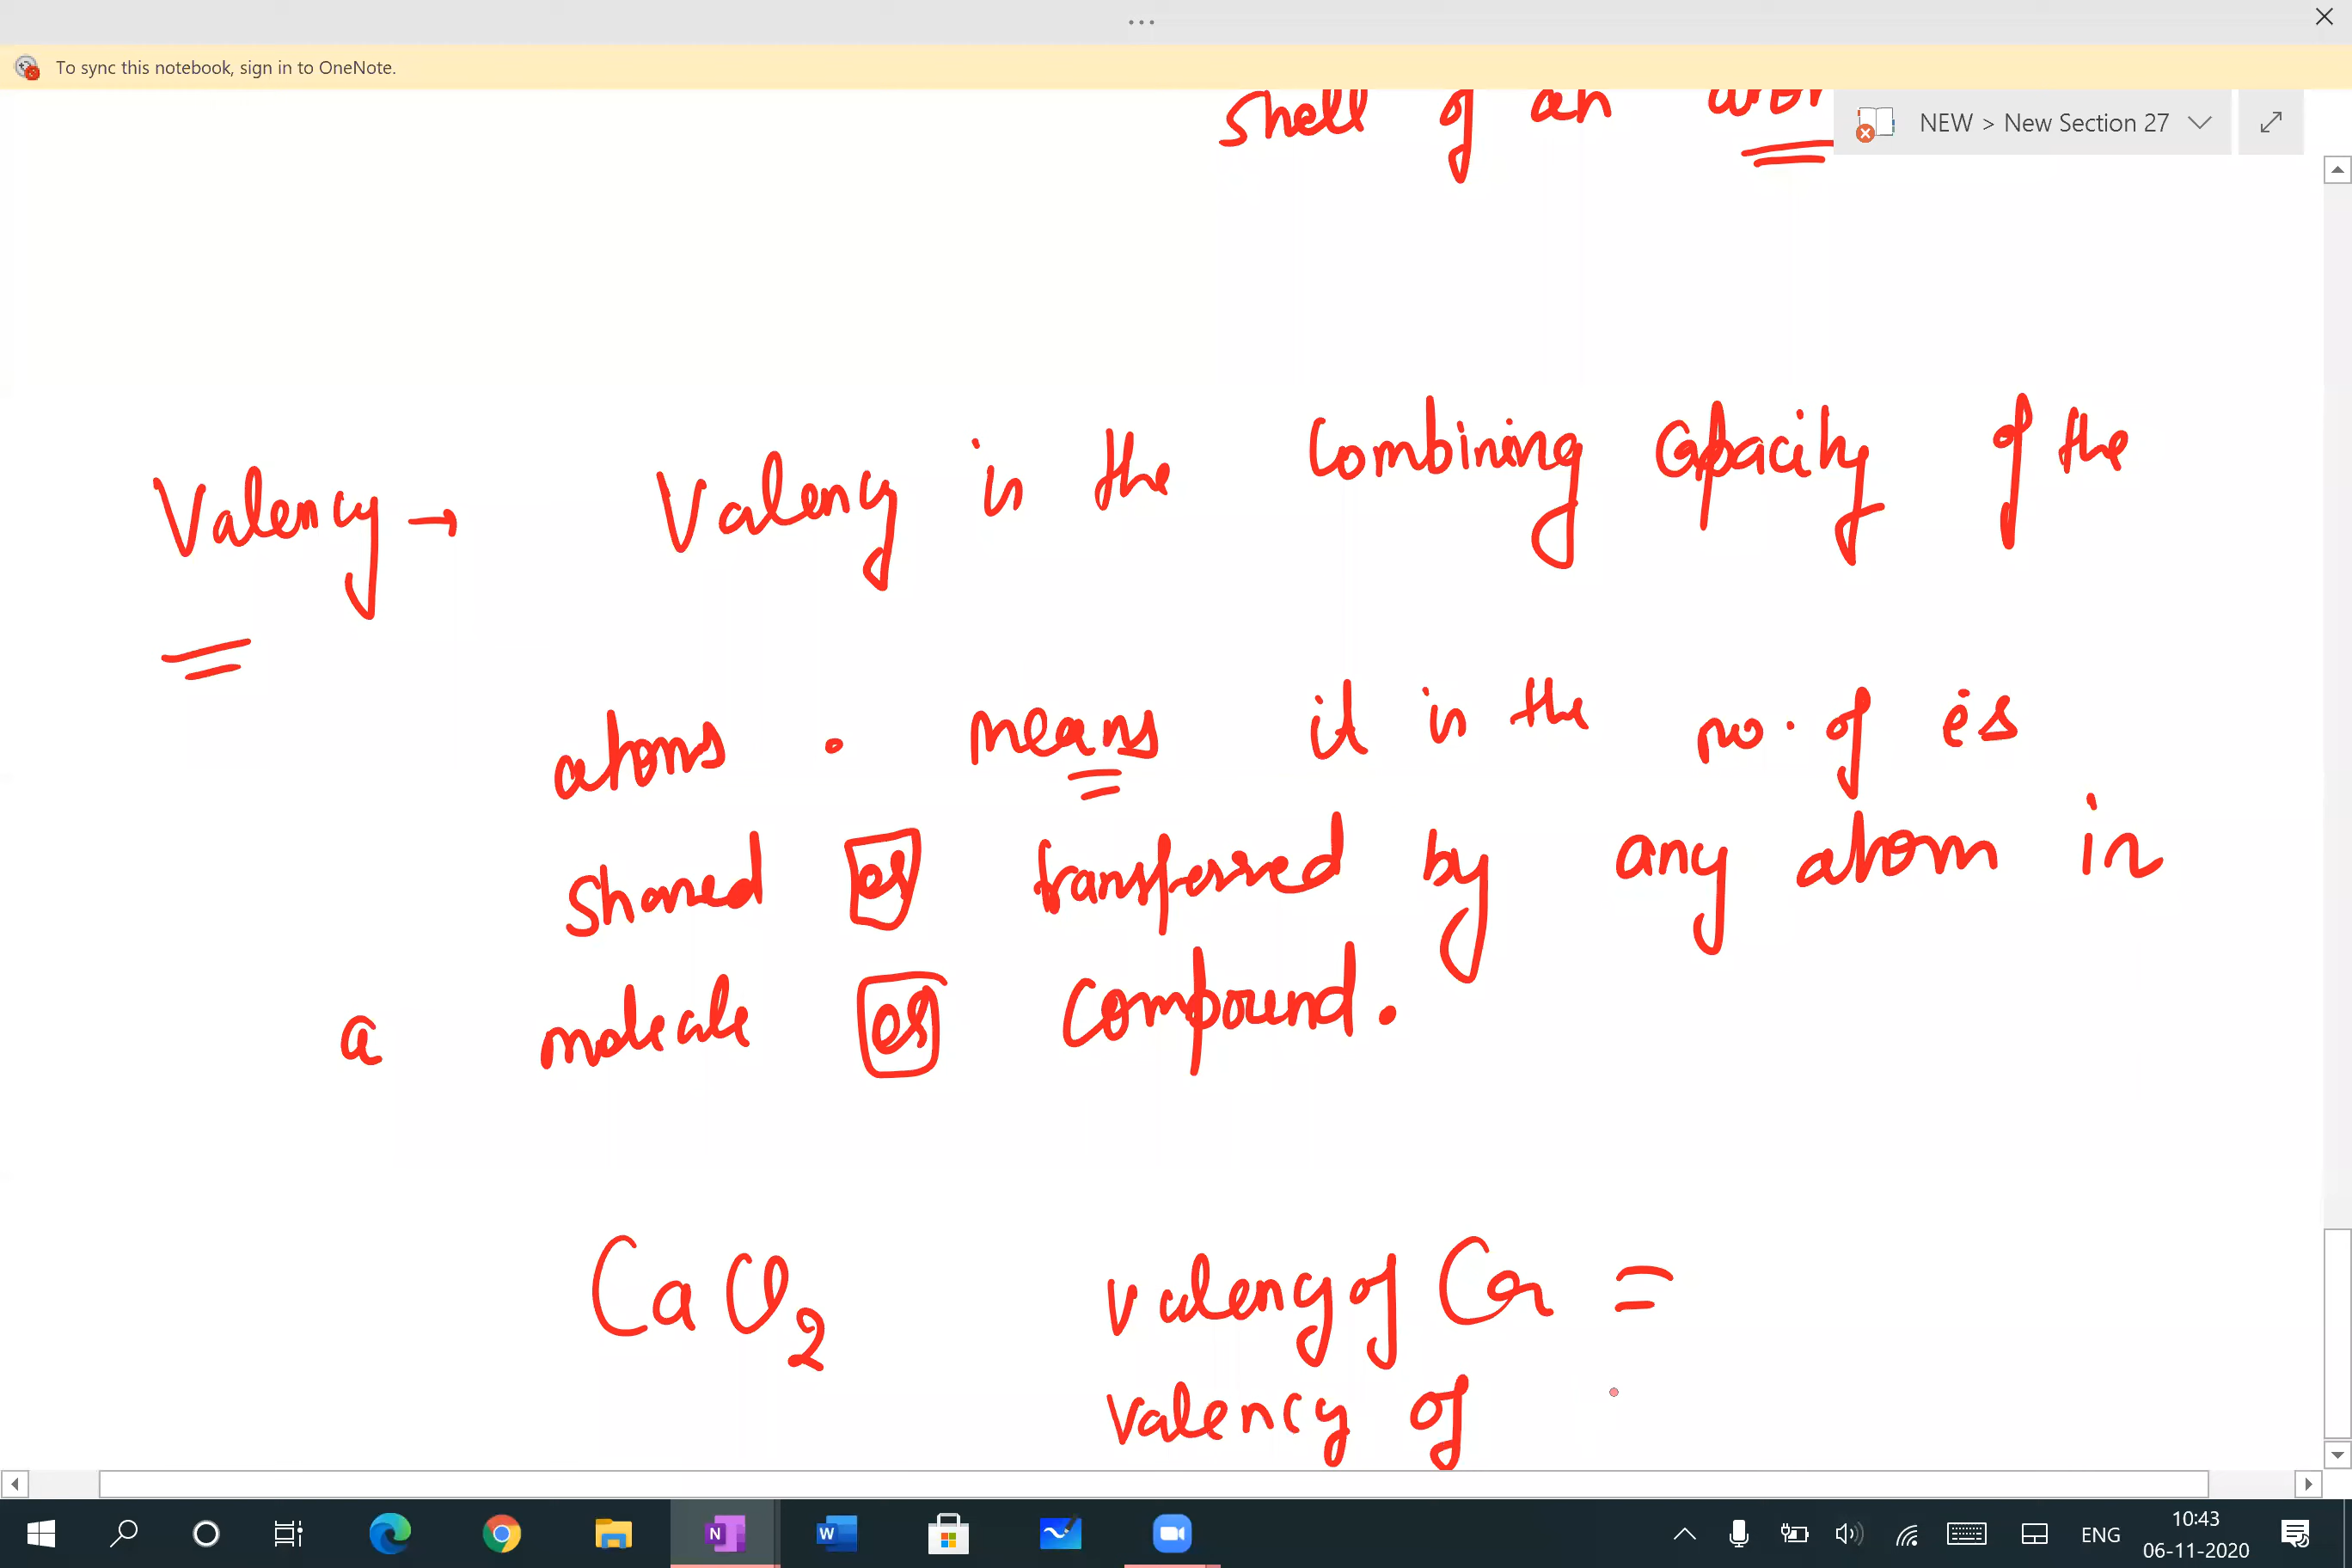 To sync this notebook, sign in to OneNote.
shell of an
NEW > New Section 27
Valency → Valency is the Combining Capacity of the
atoms . means it is the no. of es
shared or transferred by any atom in
a molecule or compound.
CaCl2 valency of Ca =
valency of
N
W
ENG
10:43
06-11-2020